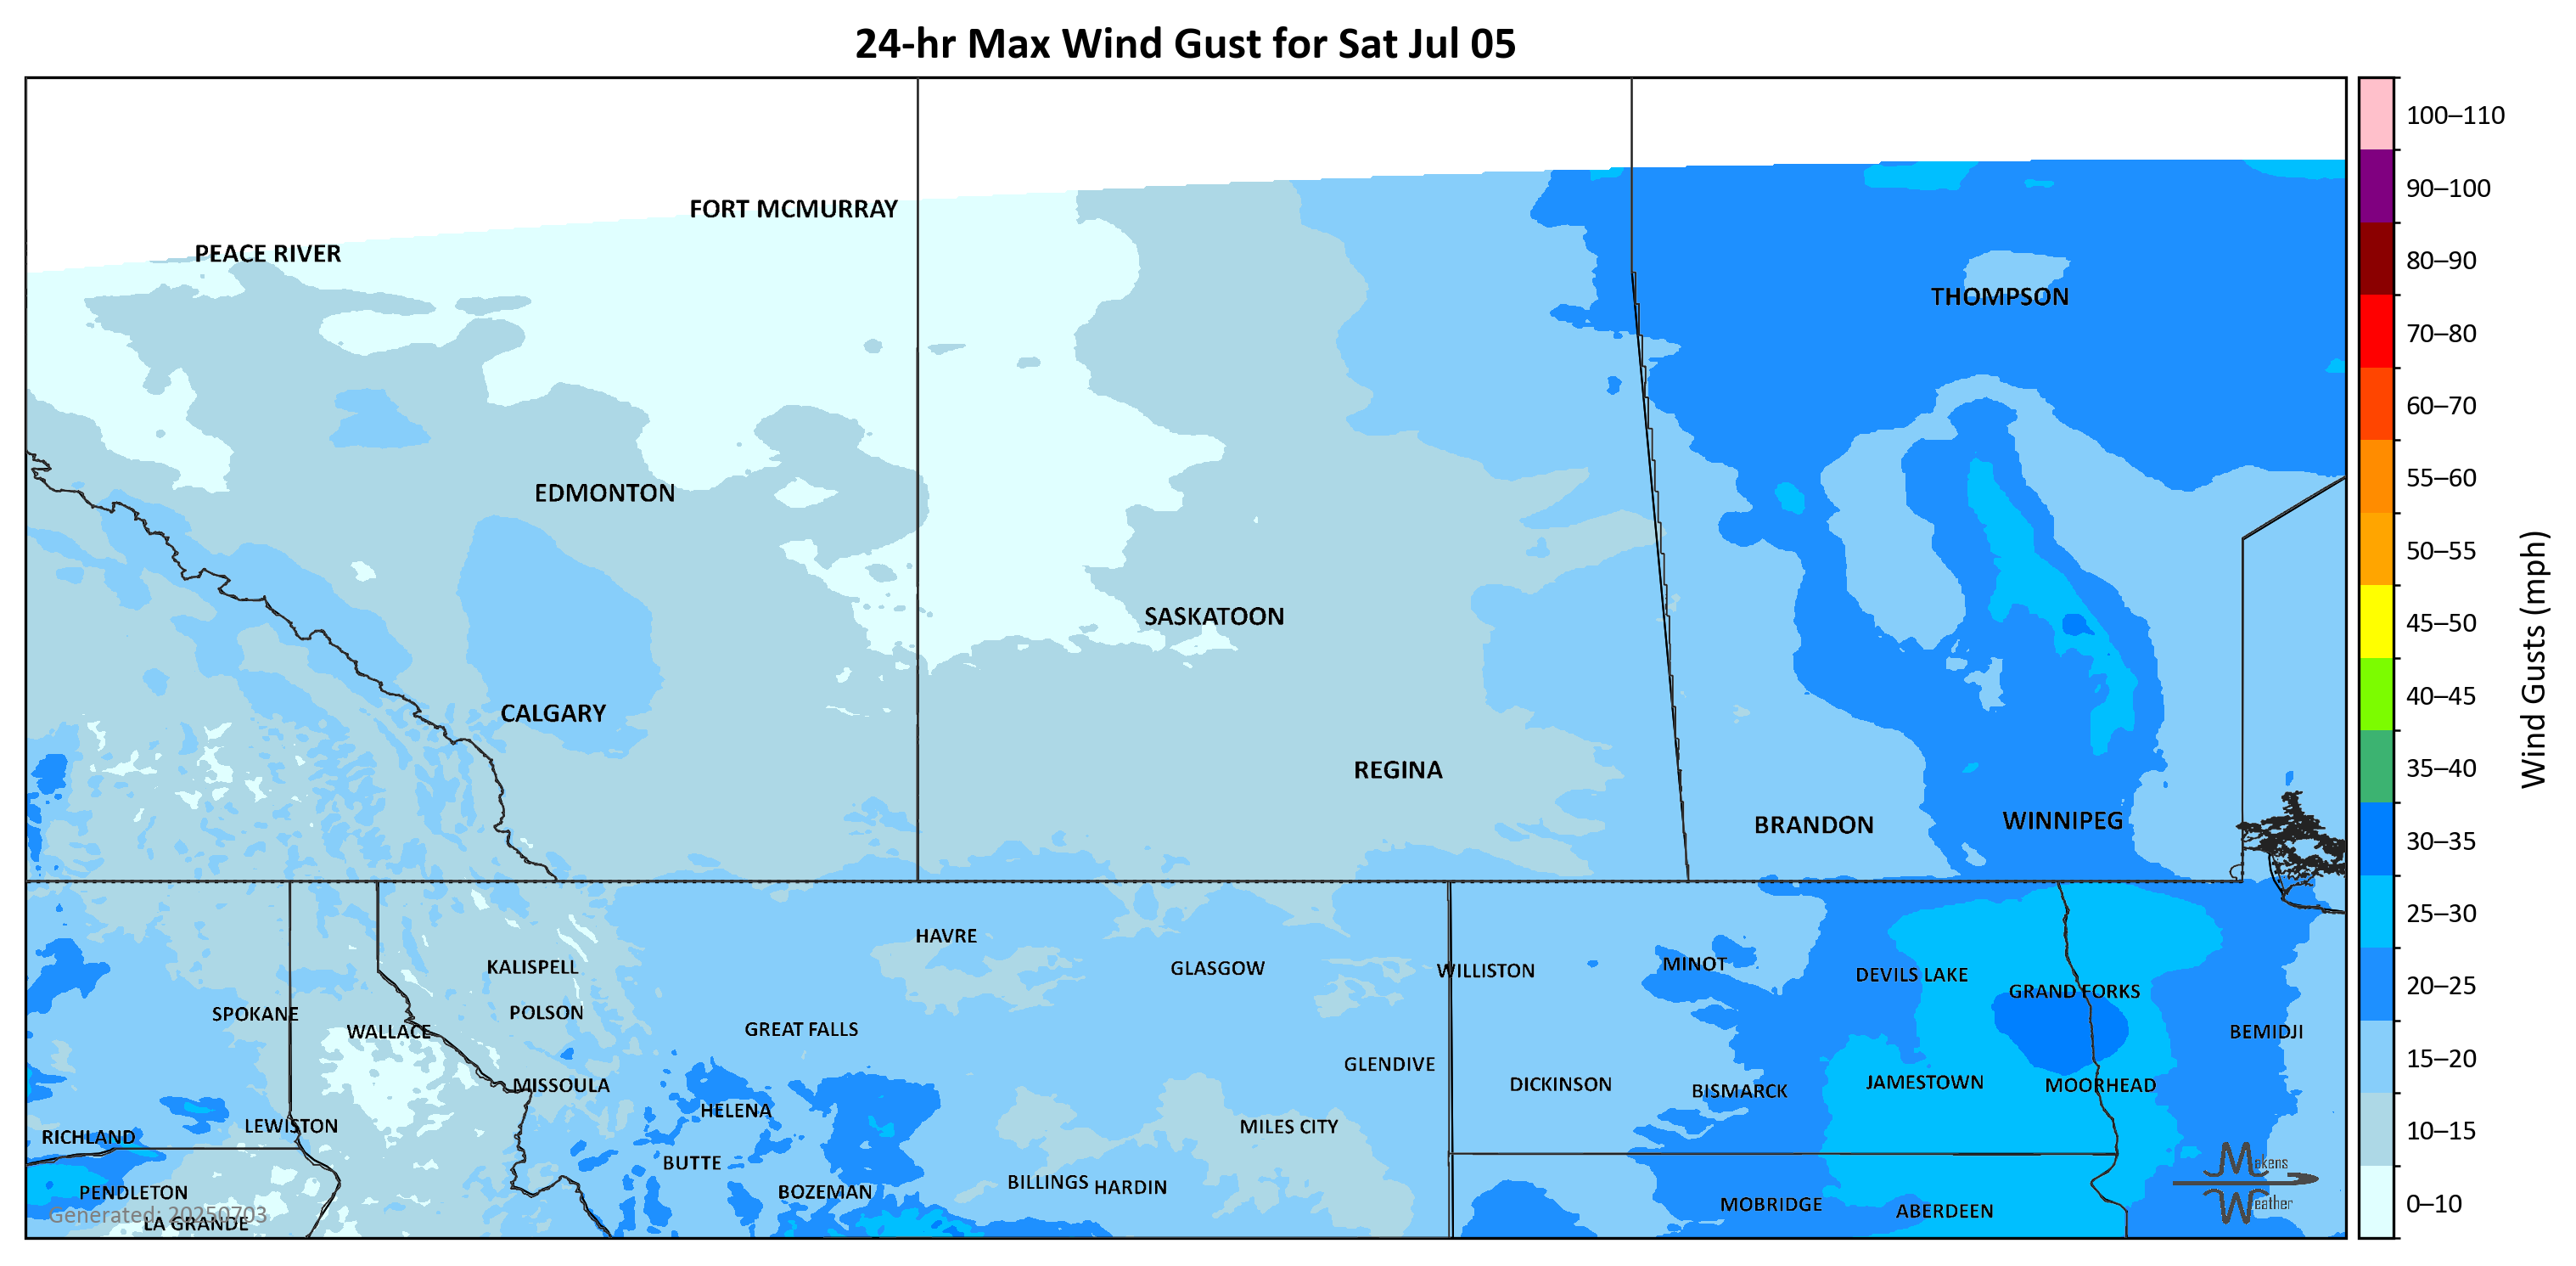 24-hr Max Wind Gust for Sat Jul 05
FORT MCMURRAY
PEACE RIVER
THOMPSON
EDMONTON
SASKATOON
CALGARY
REGINA
WINNIPEG
BRANDON
HAVRE
KALISPELL
GLASGOW
WILLISTON
MINOT
DEVILS LAKE
GRAND FORKS
SPOKANE
POLSON
WALLACE
GREAT FALLS
BEMIDJI
GLENDIVE
MISSOULA
DICKINSON
BISMARCK
JAMESTOWN
MOORHEAD
HELENA
LEWISTON
MILES CITY
RICHLAND
BUTTE
PENDLETON
BOZEMAN
BILLINGS
HARDIN
MOBRIDGE
ABERDEEN
LA GRANDE
Generated: 20250703
Makens
Weather
100–110
90–100
80–90
70–80
60–70
55–60
50–55
45–50
40–45
35–40
30–35
25–30
20–25
15–20
10–15
0–10
Wind Gusts (mph)